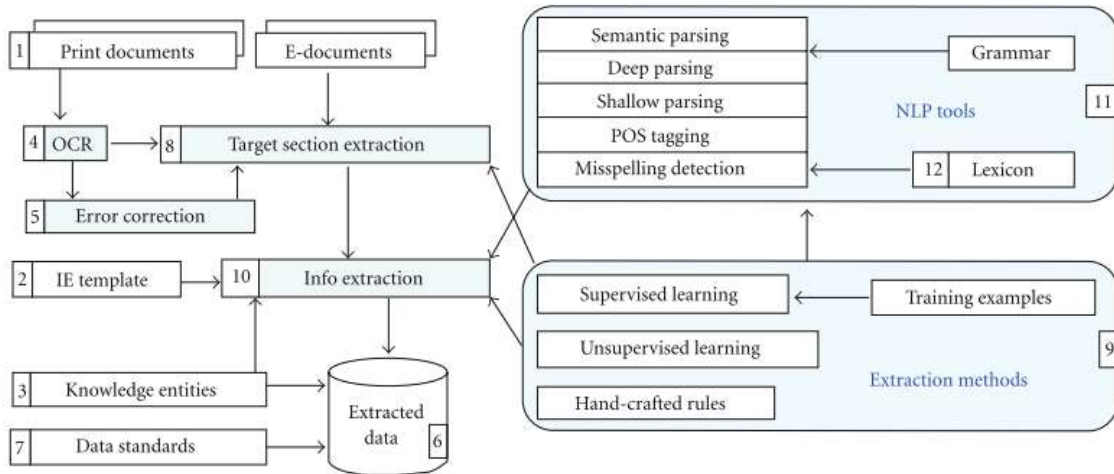 1 Print documents
E-documents
4 OCR
8 Target section extraction
5 Error correction
2 IE template
10 Info extraction
3 Knowledge entities
7 Data standards
Extracted
data
6
Semantic parsing
Deep parsing
Shallow parsing
POS tagging
Misspelling detection
Grammar
11
NLP tools
12 Lexicon
Supervised learning
Training examples
Unsupervised learning
9
Extraction methods
Hand-crafted rules